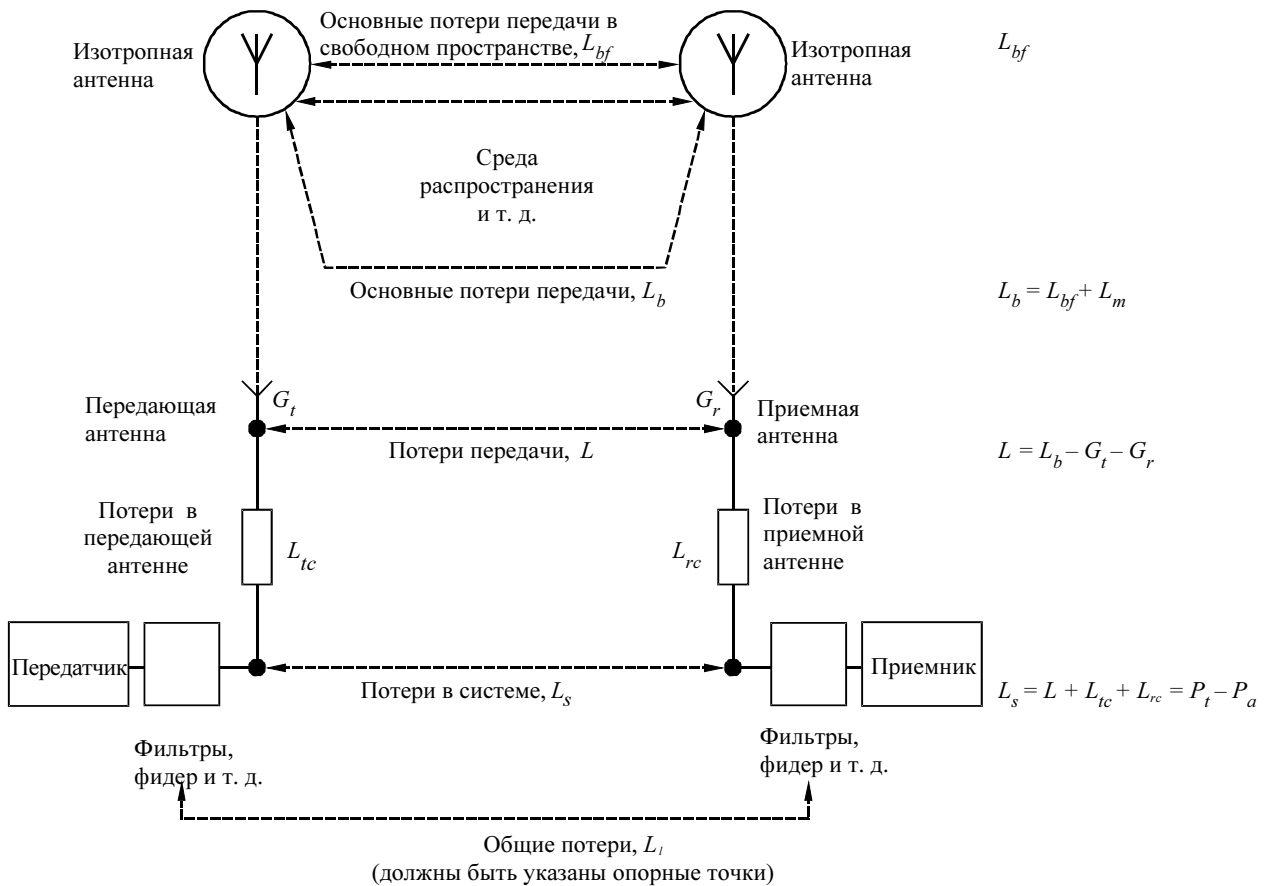 Основные потери передачи в
свободном пространстве, L_bf
Изотропная
антенна
Изотропная
антенна
L_bf
Среда
распространения
и т. д.
Основные потери передачи, L_b
L_b = L_bf + L_m
Передающая
антенна
G_t
G_r
Приемная
антенна
Потери передачи, L
L = L_b – G_t – G_r
Потери в
передающей
антенне
L_tc
L_rc
Потери в
приемной
антенне
Передатчик
Приемник
Потери в системе, L_s
L_s = L + L_tc + L_rc = P_t – P_a
Фильтры,
фидер и т. д.
Фильтры,
фидер и т. д.
Общие потери, L_l
(должны быть указаны опорные точки)